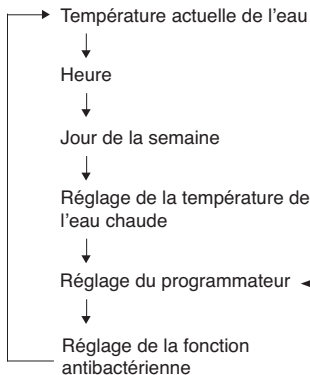 Température actuelle de l'eau
Heure
Jour de la semaine
Réglage de la température de
l'eau chaude
Réglage du programmateur
Réglage de la fonction
antibactérienne